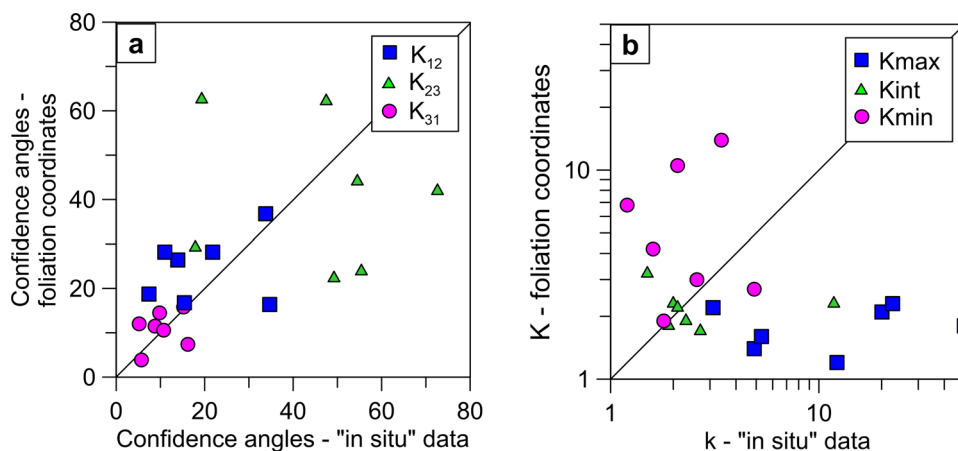 a
K₁₂
K₂₃
K₃₁
80
60
40
20
0
0 20 40 60 80
Confidence angles -
foliation coordinates
Confidence angles - "in situ" data
b
Kmax
Kint
Kmin
10
1
1 10
K - foliation coordinates
k - "in situ" data